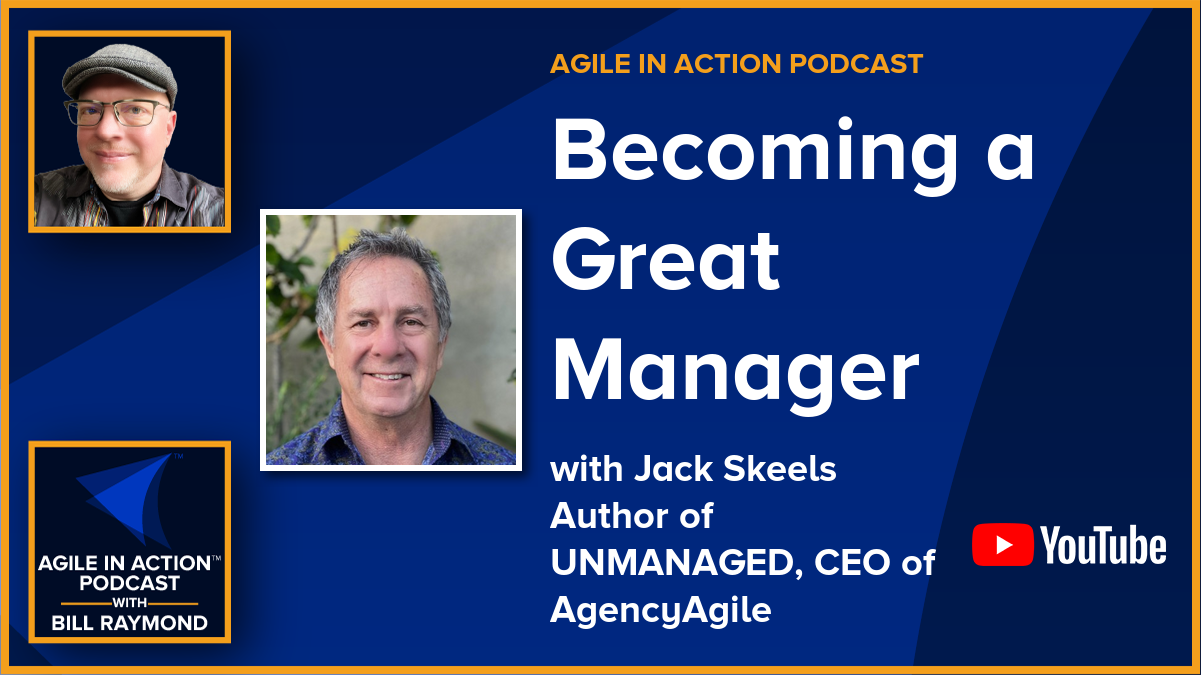 AGILE IN ACTION PODCAST
Becoming a
Great
Manager
with Jack Skeels
Author of
UNMANAGED, CEO of
AgencyAgile
YouTube
TM
AGILE IN ACTION™
PODCAST
WITH
BILL RAYMOND